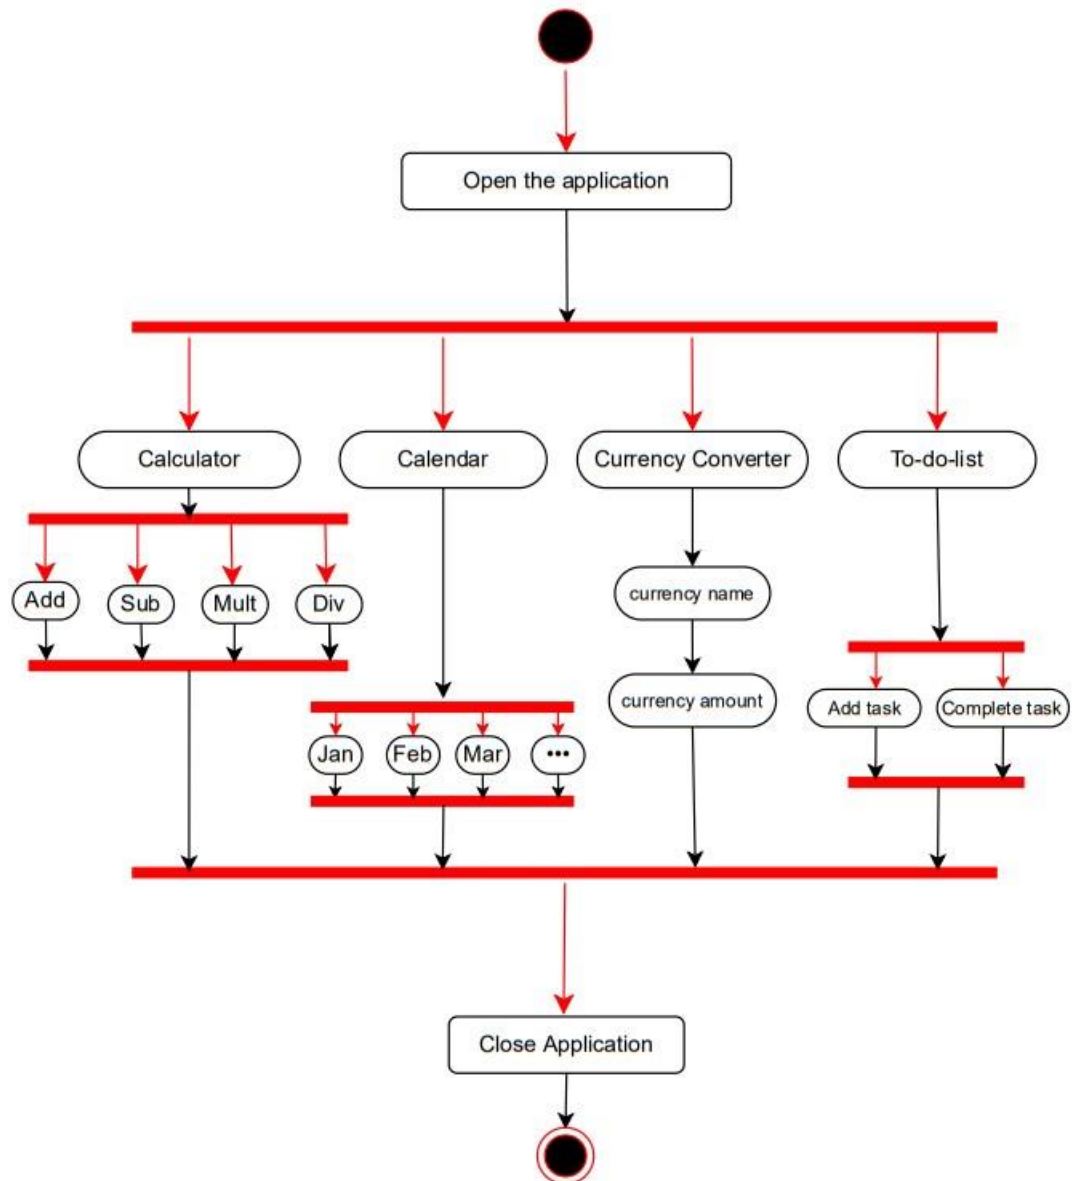 Open the application
Calculator
Calendar
Currency Converter
To-do-list
Add
Sub
Mult
Div
currency name
currency amount
Add task
Complete task
Jan
Feb
Mar
•••
Close Application